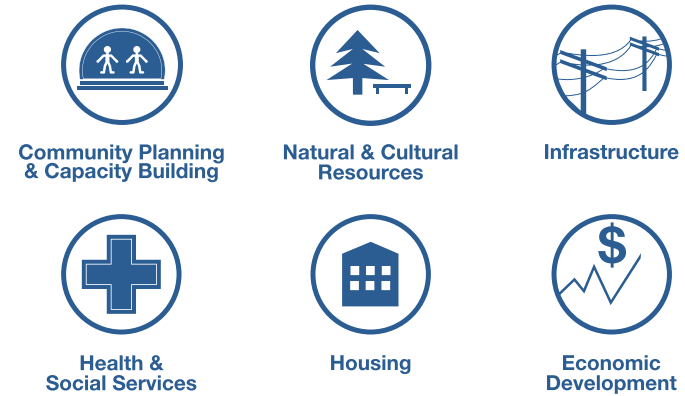 Community Planning
& Capacity Building
Natural & Cultural
Resources
Infrastructure
$
Health &
Social Services
Housing
Economic
Development